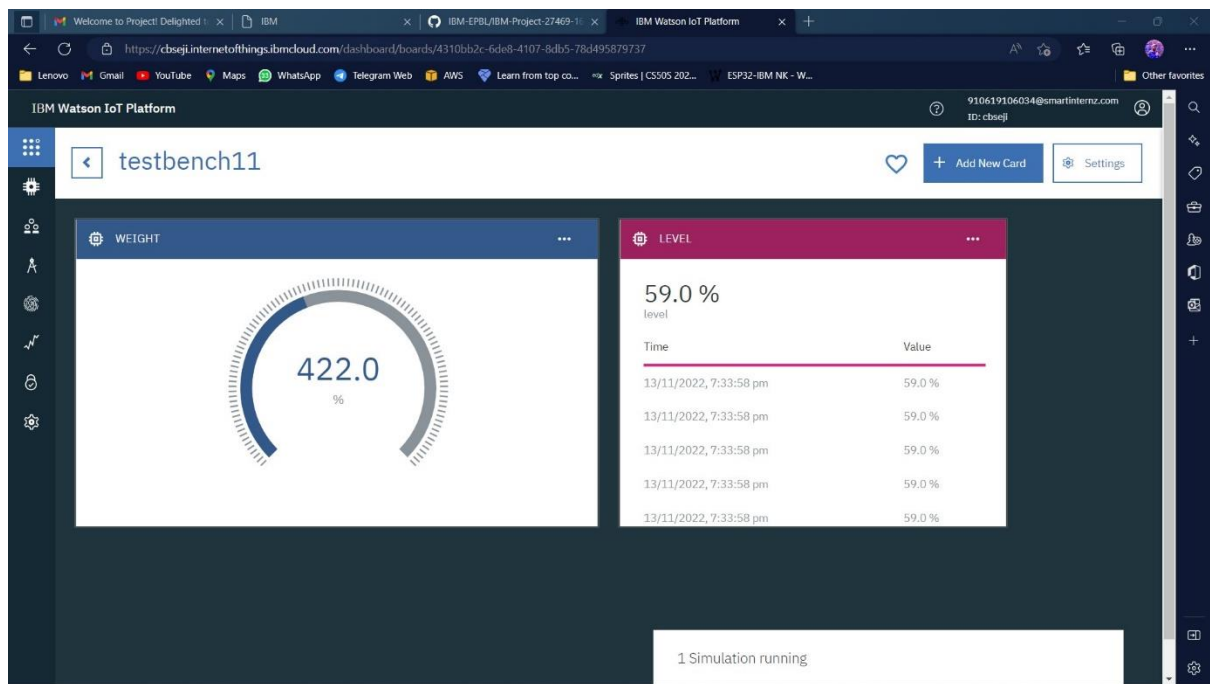 Welcome to Project! Delighted t
IBM
IBM-EPBL/IBM-Project-27469-16
IBM Watson IoT Platform
https://cbseji.internetofthings.ibmcloud.com/dashboard/boards/4310bb2c-6de8-4107-8db5-78d495879737
Lenovo Gmail YouTube Maps WhatsApp Telegram Web AWS Learn from top co... Sprites | CS50S 202... ESP32-IBM NK - W... Other favorites
IBM Watson IoT Platform
910619106034@smartinternz.com
ID: cbseji
testbench11
+ Add New Card
Settings
WEIGHT
422.0
%
LEVEL
59.0 %
level
Time Value
13/11/2022, 7:33:58 pm 59.0 %
13/11/2022, 7:33:58 pm 59.0 %
13/11/2022, 7:33:58 pm 59.0 %
13/11/2022, 7:33:58 pm 59.0 %
13/11/2022, 7:33:58 pm 59.0 %
1 Simulation running